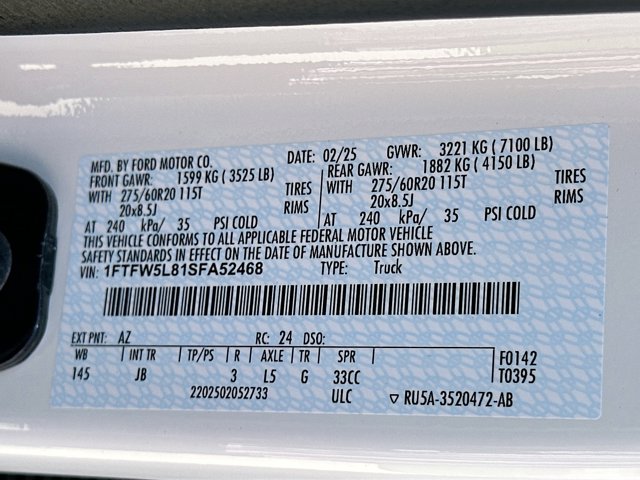 MFD. BY FORD MOTOR CO. DATE: 02/25 GVWR: 3221 KG ( 7100 LB)
FRONT GAWR: 1599 KG ( 3525 LB) REAR GAWR: 1882 KG ( 4150 LB)
WITH 275/60R20 115T TIRES WITH 275/60R20 115T TIRES
20x8.5J RIMS 20x8.5J RIMS
AT 240 kPa/ 35 PSI COLD AT 240 kPa/ 35 PSI COLD
THIS VEHICLE CONFORMS TO ALL APPLICABLE FEDERAL MOTOR VEHICLE
SAFETY STANDARDS IN EFFECT ON THE DATE OF MANUFACTURE SHOWN ABOVE.
VIN: 1FTFW5L81SFA52468 TYPE: Truck
EXT PNT: AZ RC: 24 DSO:
WB INT TR TP/PS R AXLE TR SPR F0142
145 JB 3 L5 G 33CC T0395
2202502052733 ULC ▽ RU5A-3520472-AB